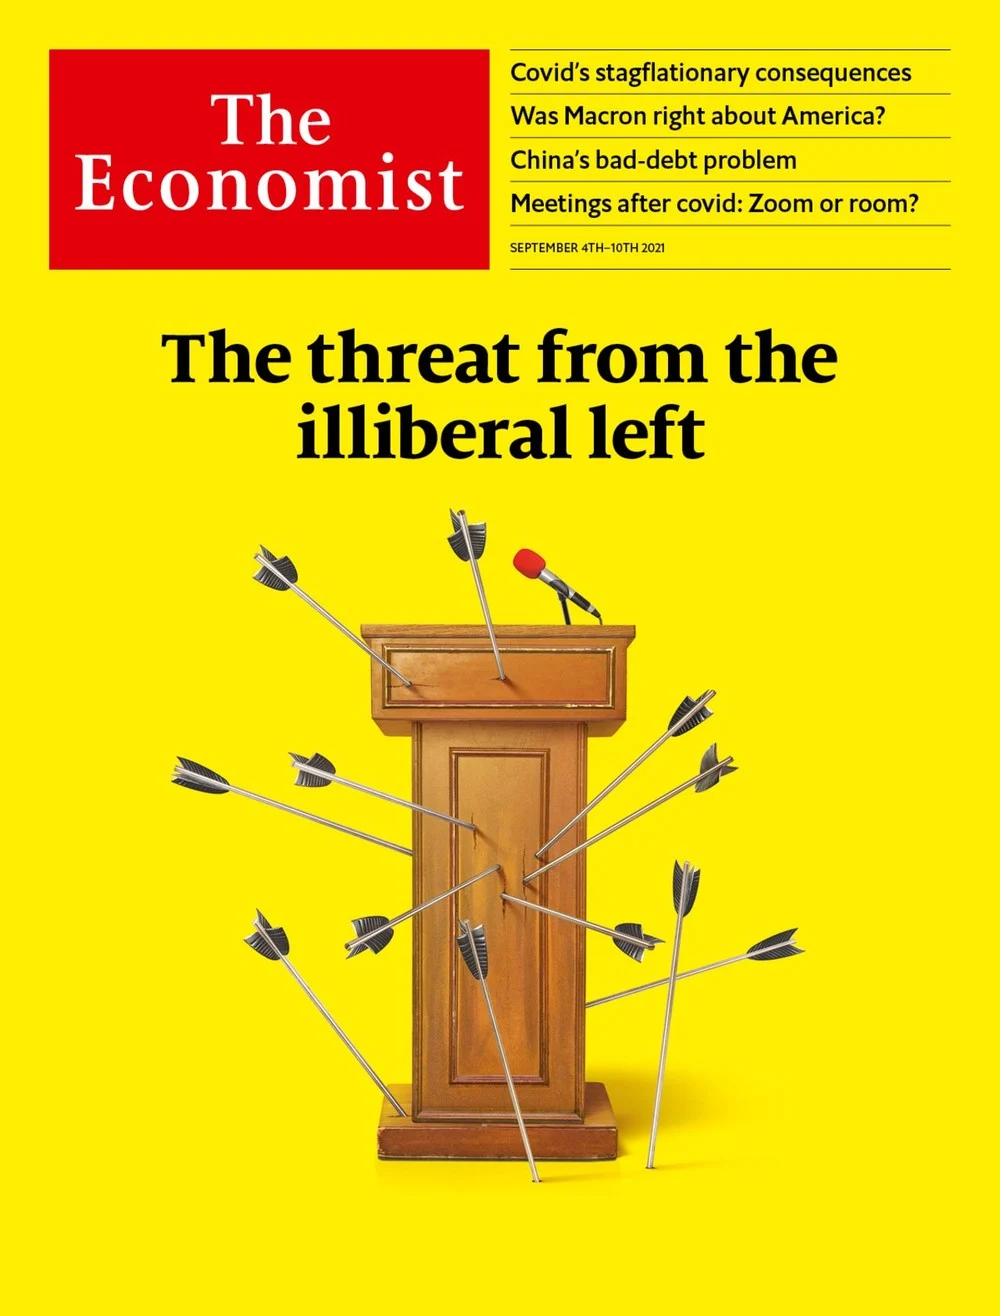 The
Economist
Covid’s stagflationary consequences
Was Macron right about America?
China’s bad-debt problem
Meetings after covid: Zoom or room?
SEPTEMBER 4TH–10TH 2021
The threat from the
illiberal left